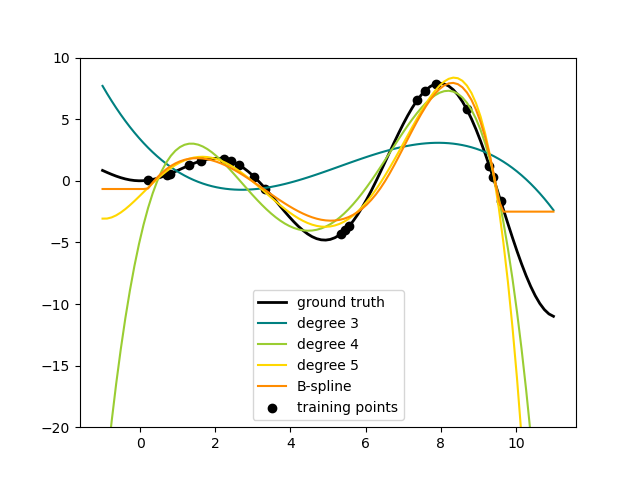 10
5
0
−5
−10
−15
−20
0 2 4 6 8 10
ground truth
degree 3
degree 4
degree 5
B-spline
training points